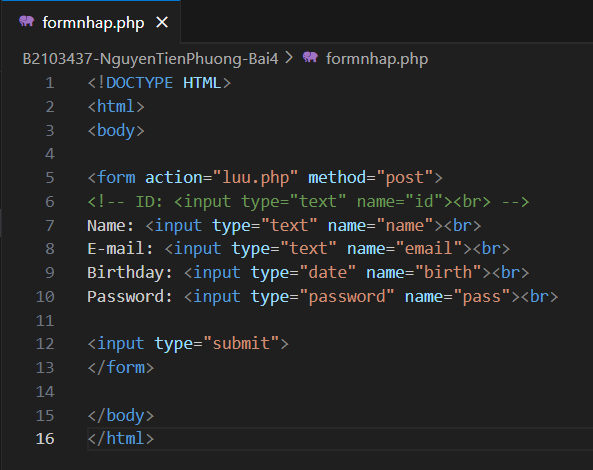 formnhap.php
B2103437-NguyenTienPhuong-Bai4 > formnhap.php
1 <!DOCTYPE HTML>
2 <html>
3 <body>
4
5 <form action="luu.php" method="post">
6 <!-- ID: <input type="text" name="id"><br> -->
7 Name: <input type="text" name="name"><br>
8 E-mail: <input type="text" name="email"><br>
9 Birthday: <input type="date" name="birth"><br>
10 Password: <input type="password" name="pass"><br>
11
12 <input type="submit">
13 </form>
14
15 </body>
16 </html>